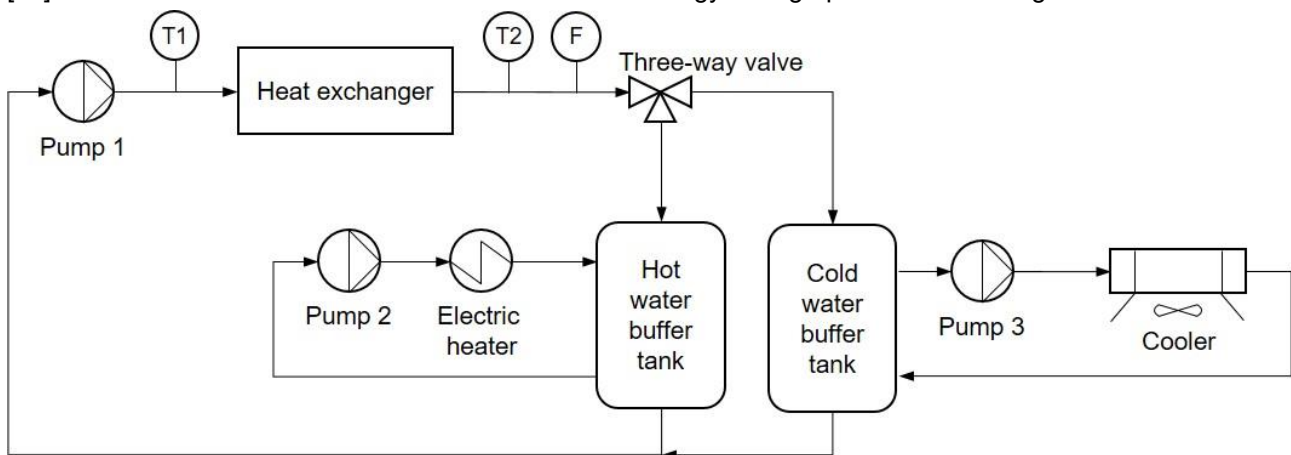 T1
T2
F
Three-way valve
Heat exchanger
Pump 1
Hot
water
buffer
tank
Cold
water
buffer
tank
Pump 2
Electric
heater
Pump 3
Cooler